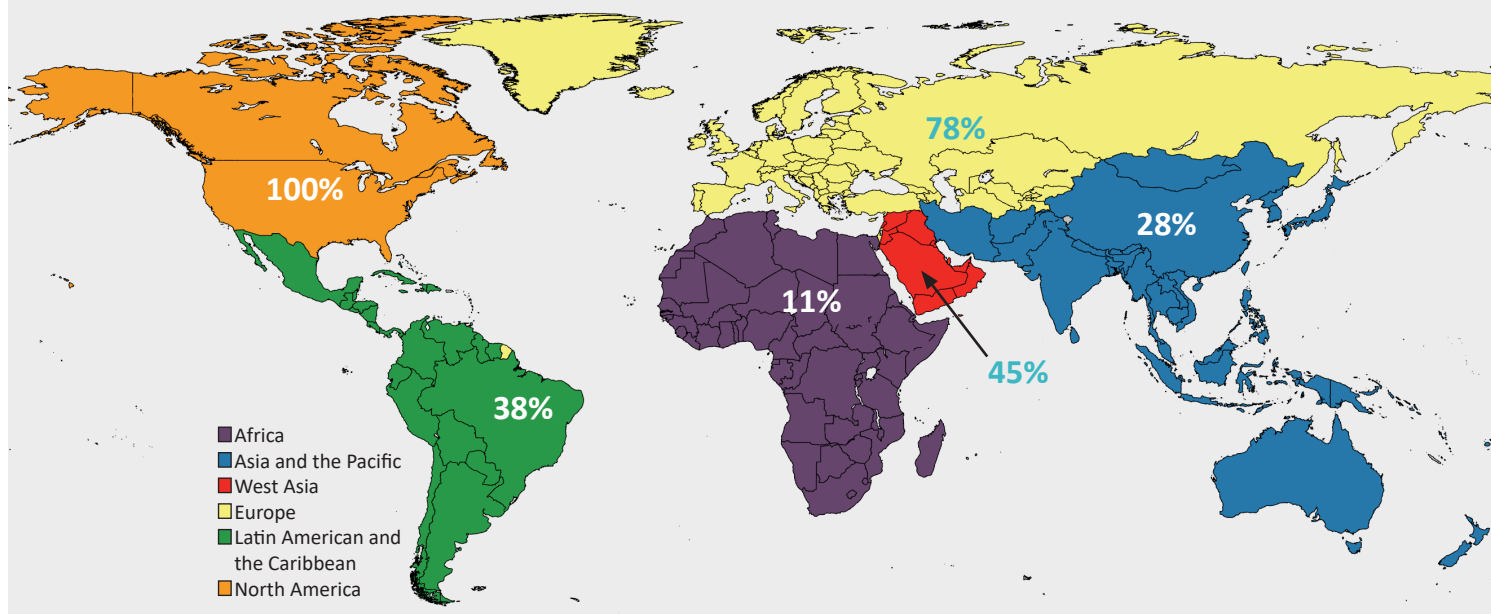 78%
100%
28%
11%
45%
38%
Africa
Asia and the Pacific
West Asia
Europe
Latin American and
the Caribbean
North America